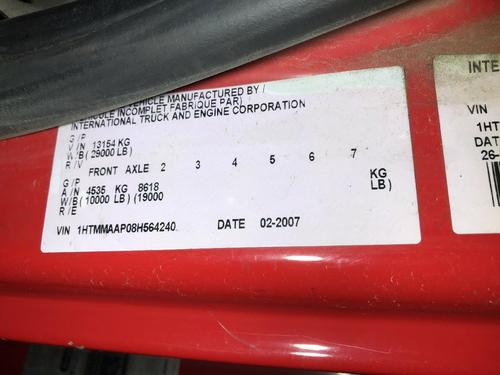 VEHICLE MANUFACTURED BY /
VEHICULE INCOMPLET FABRIQUE PAR)
INTERNATIONAL TRUCK AND ENGINE CORPORATION
G / P
V / N 13154 KG
W / B ( 29000 LB)
R / V
FRONT AXLE 2 3 4 5 6 7
G / P
A / N 4535 KG 8618 KG
W / B (10000 LB) (19000 LB)
R / E
VIN 1HTMMAAP08H564240 DATE 02-2007
INTE
VIN
1HT
DAT
26-